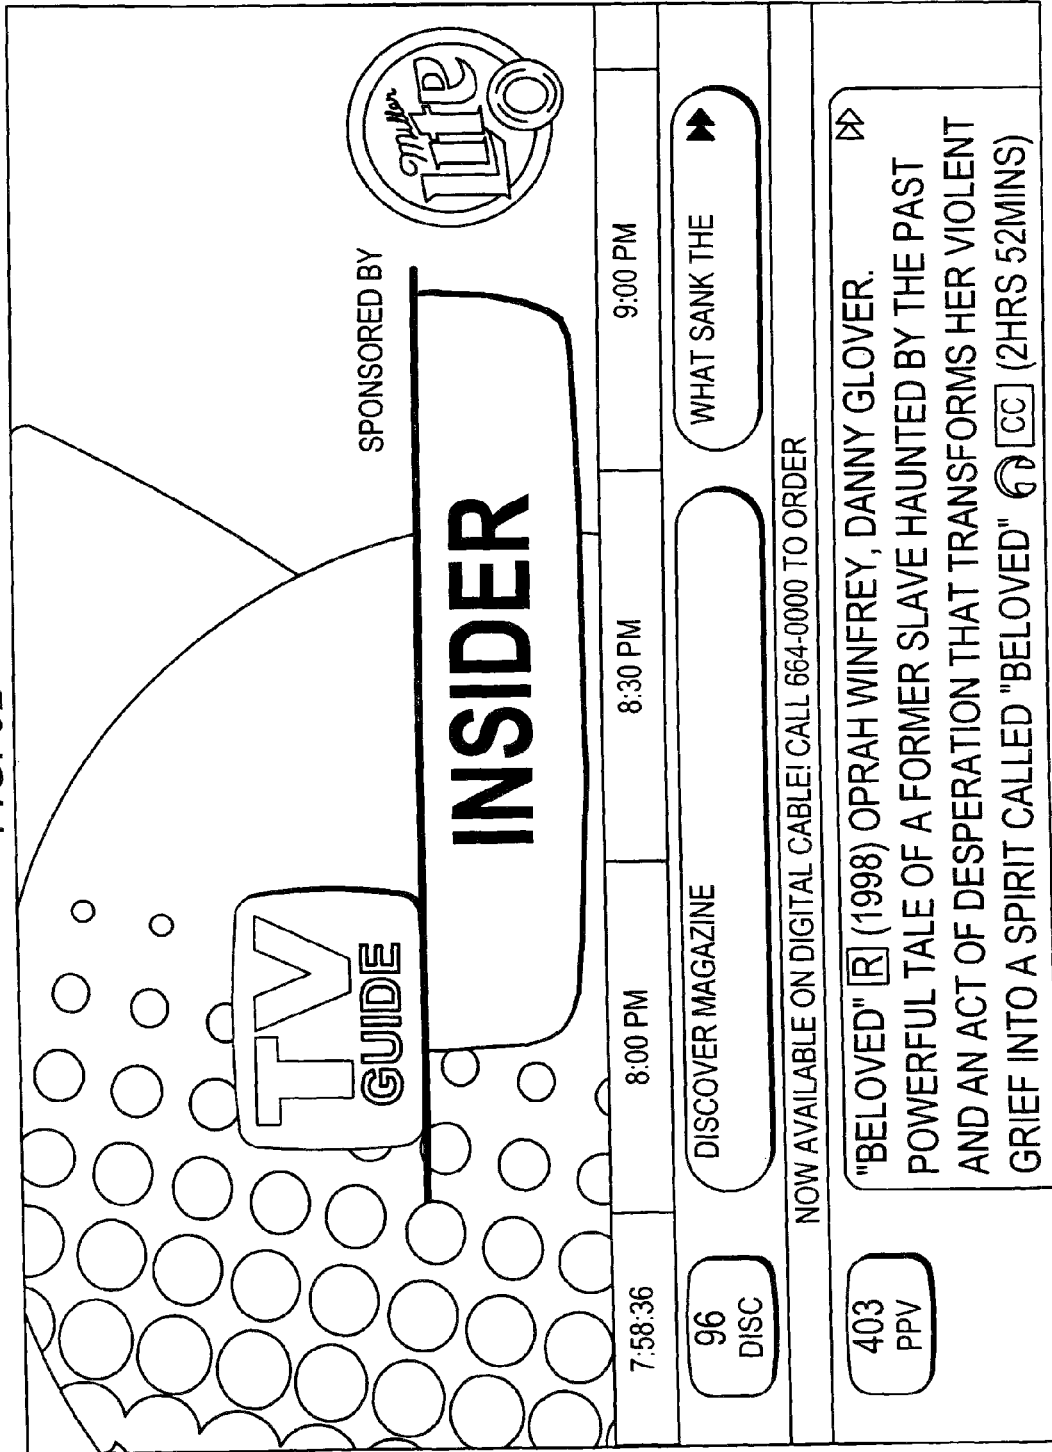 TV
GUIDE
INSIDER
SPONSORED BY
Miller
Lite
7:58:36 8:00 PM 8:30 PM 9:00 PM
96
DISC
DISCOVER MAGAZINE
WHAT SANK THE
NOW AVAILABLE ON DIGITAL CABLE! CALL 664-0000 TO ORDER
403
PPV
"BELOVED" R (1998) OPRAH WINFREY, DANNY GLOVER.
POWERFUL TALE OF A FORMER SLAVE HAUNTED BY THE PAST
AND AN ACT OF DESPERATION THAT TRANSFORMS HER VIOLENT
GRIEF INTO A SPIRIT CALLED "BELOVED" CC (2HRS 52MINS)